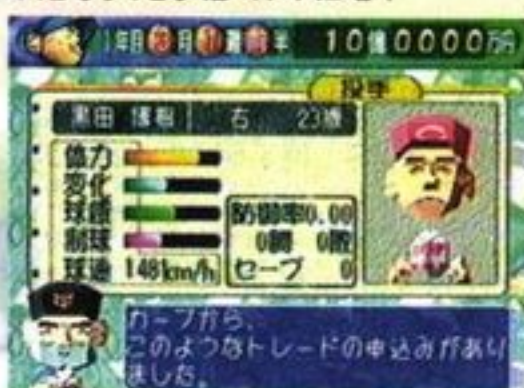 1年目 月 週 半 10億0000万円
投手
黒田 博樹 右 23歳
体力
変化
球質 防御率0.00
制球 0勝 0敗
球速 148km/h セーブ 0
カープから、
このようなトレードの申込みがあり
ました。